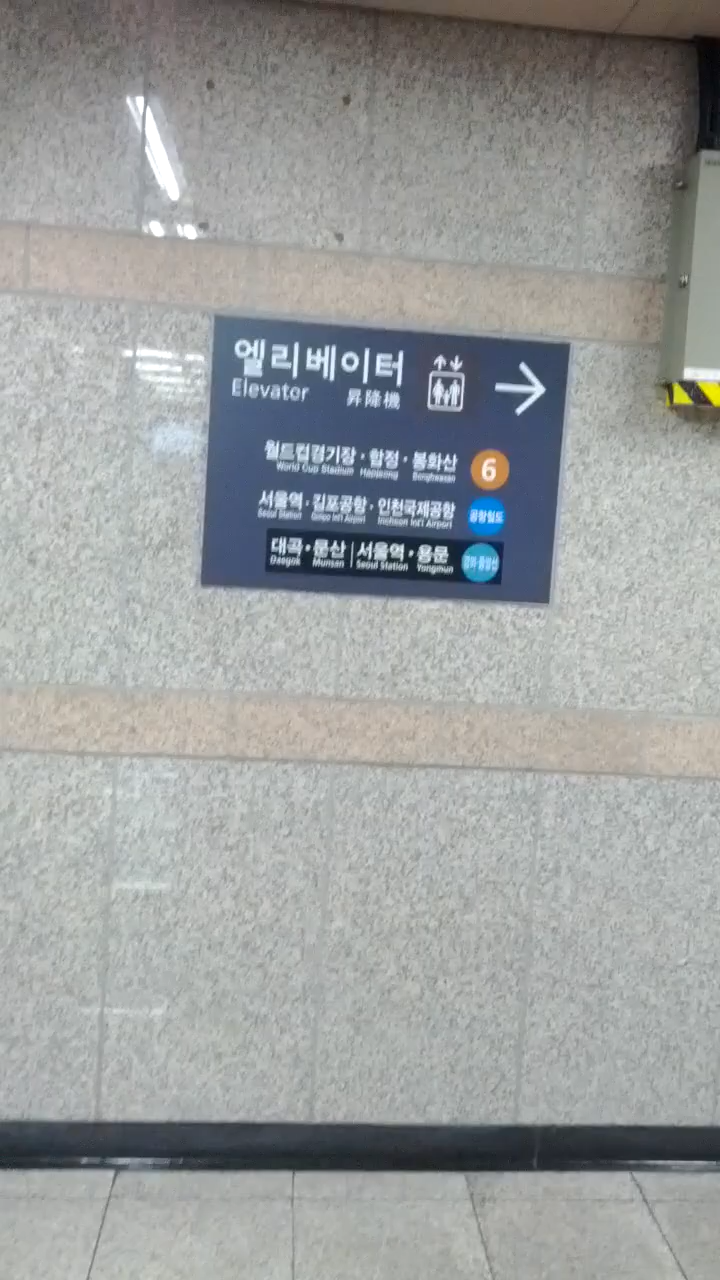 엘리베이터
Elevator 昇降機
월드컵경기장 · 합정 · 봉화산 6
World Cup Stadium Hapjeong Bonghwasan
서울역 · 김포공항 · 인천국제공항 공항철도
Seoul Station Gimpo Int'l Airport Incheon Int'l Airport
대곡 · 문산 | 서울역 · 용문 경의·중앙선
Daegok Munsan Seoul Station Yongmun